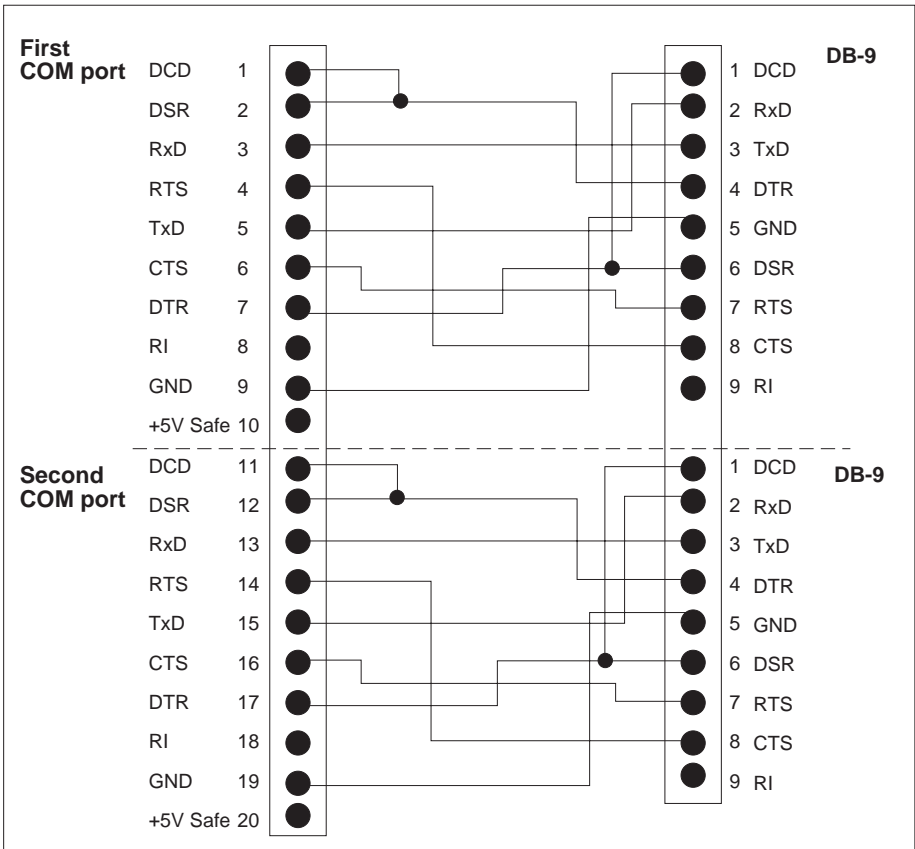 First
COM port
DB-9
DCD 1 1 DCD
DSR 2 2 RxD
RxD 3 3 TxD
RTS 4 4 DTR
TxD 5 5 GND
CTS 6 6 DSR
DTR 7 7 RTS
RI 8 8 CTS
GND 9 9 RI
+5V Safe 10
Second
COM port
DB-9
DCD 11 1 DCD
DSR 12 2 RxD
RxD 13 3 TxD
RTS 14 4 DTR
TxD 15 5 GND
CTS 16 6 DSR
DTR 17 7 RTS
RI 18 8 CTS
GND 19 9 RI
+5V Safe 20